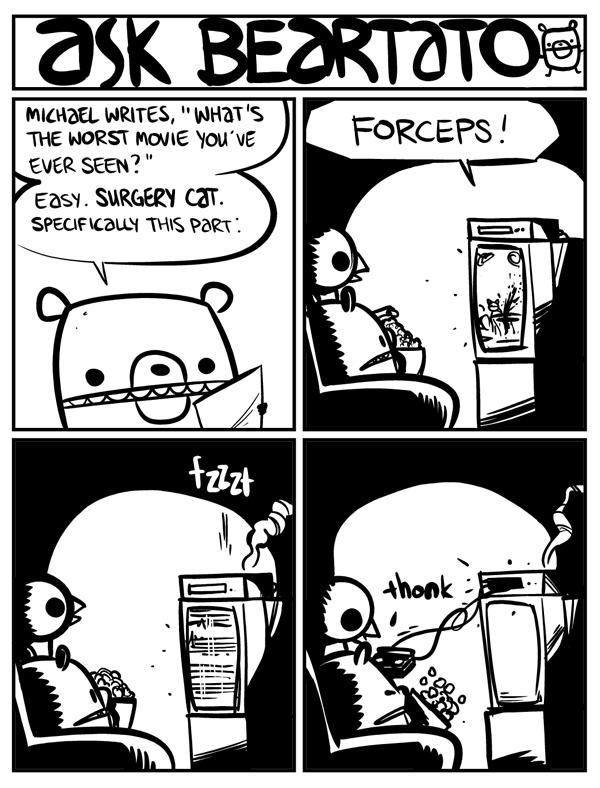 ASK BEARTATO
MICHAEL WRITES, "WHAT'S
THE WORST MOVIE YOU'VE
EVER SEEN?"
EASY. SURGERY CAT.
SPECIFICALLY THIS PART:
FORCEPS!
fzzzt
thonk